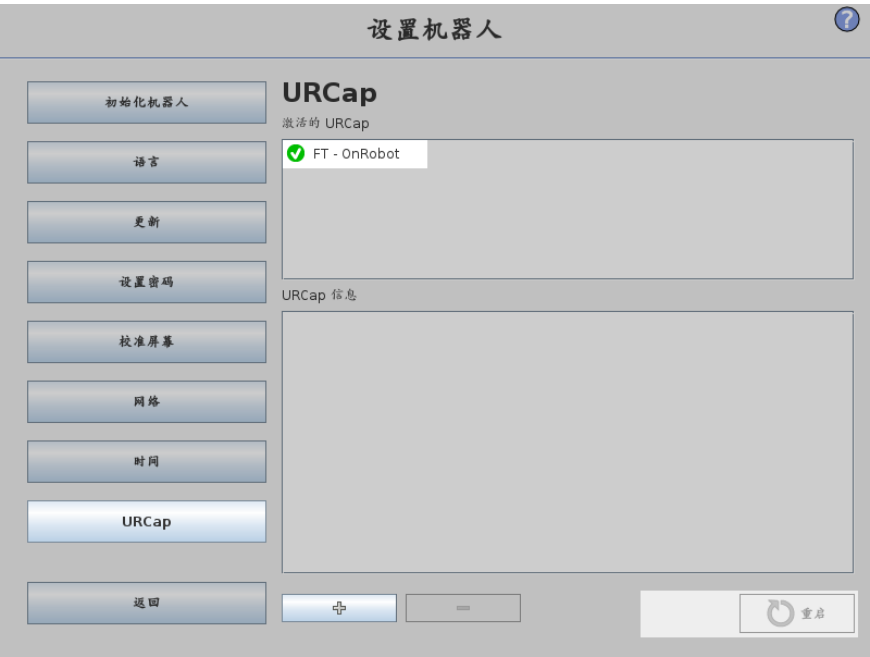 设置机器人
?
初始化机器人
语言
更新
设置密码
校准屏幕
网络
时间
URCap
返回
URCap
激活的 URCap
FT - OnRobot
URCap 信息
重启